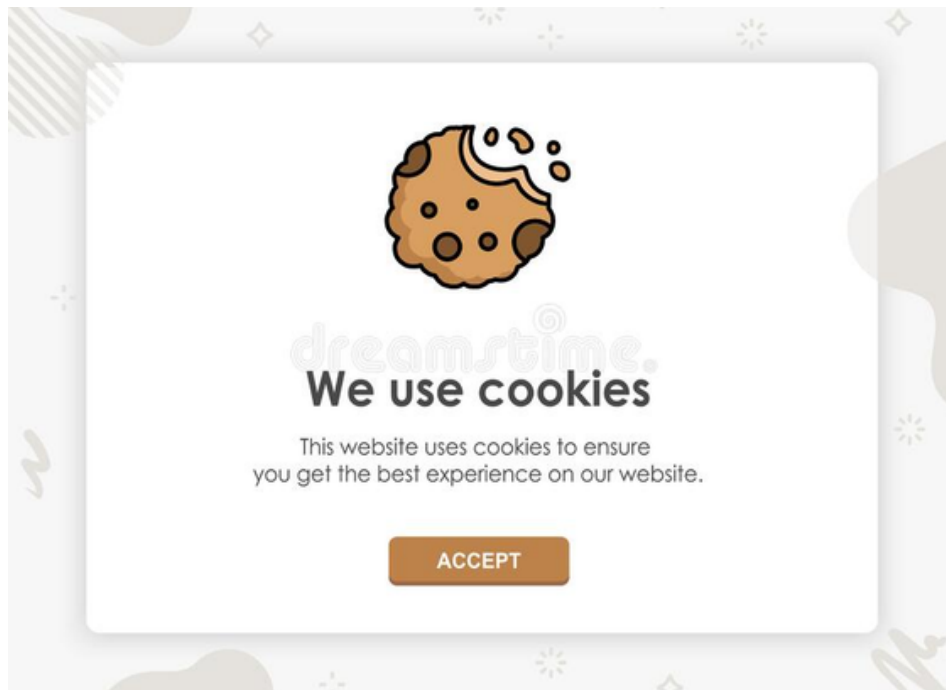 dreamstime.
We use cookies
This website uses cookies to ensure
you get the best experience on our website.
ACCEPT